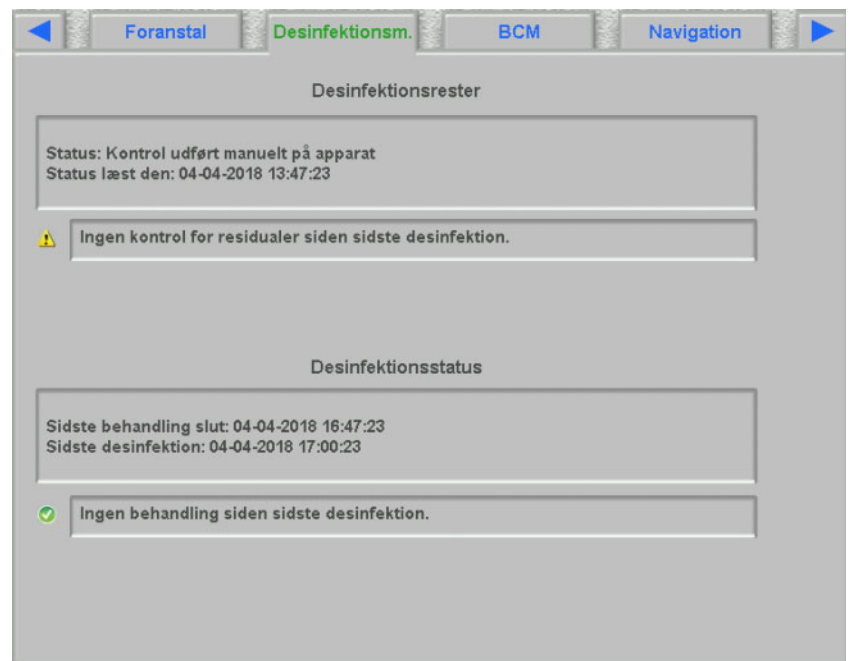 Foranstal Desinfektionsm. BCM Navigation
Desinfektionsrester
Status: Kontrol udført manuelt på apparat
Status læst den: 04-04-2018 13:47:23
Ingen kontrol for residualer siden sidste desinfektion.
Desinfektionsstatus
Sidste behandling slut: 04-04-2018 16:47:23
Sidste desinfektion: 04-04-2018 17:00:23
Ingen behandling siden sidste desinfektion.